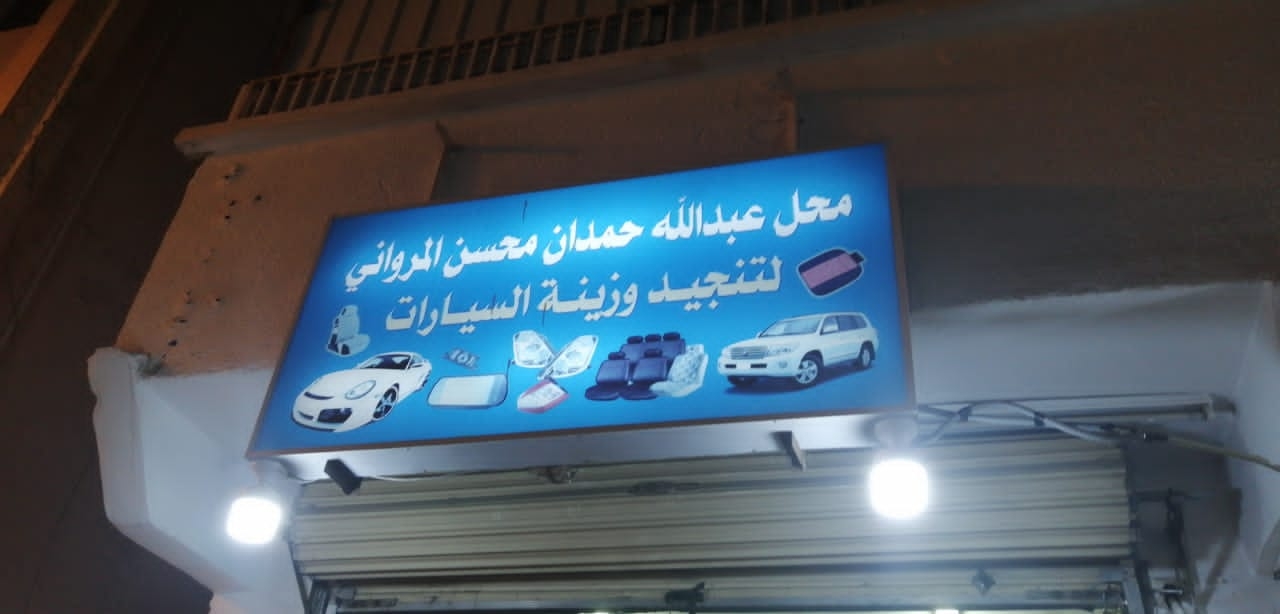 محل عبدالله حمدان محسن المرواني
لتنجيد وزينة السيارات